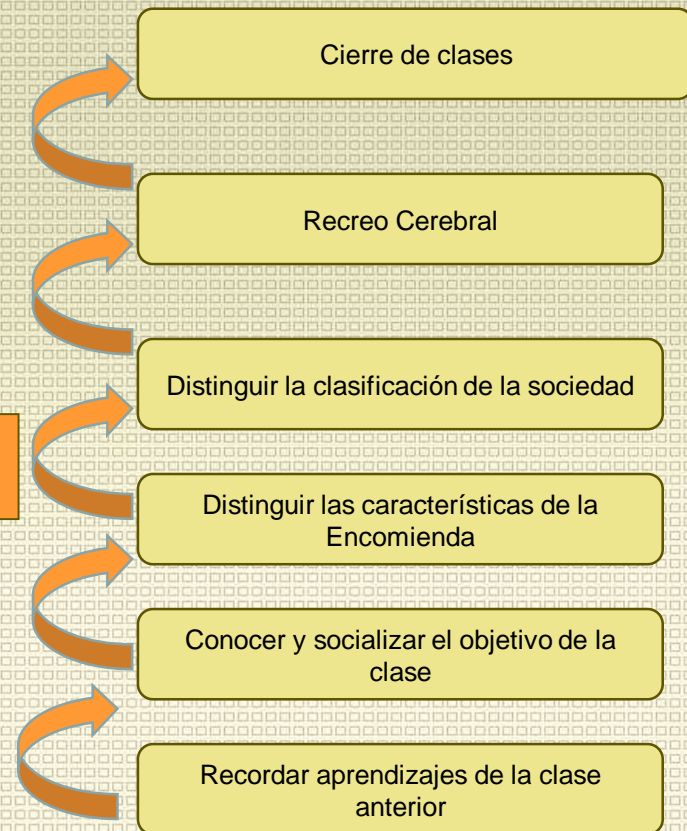 Cierre de clases
Recreo Cerebral
Distinguir la clasificación de la sociedad
Distinguir las características de la
Encomienda
Conocer y socializar el objetivo de la
clase
Recordar aprendizajes de la clase
anterior